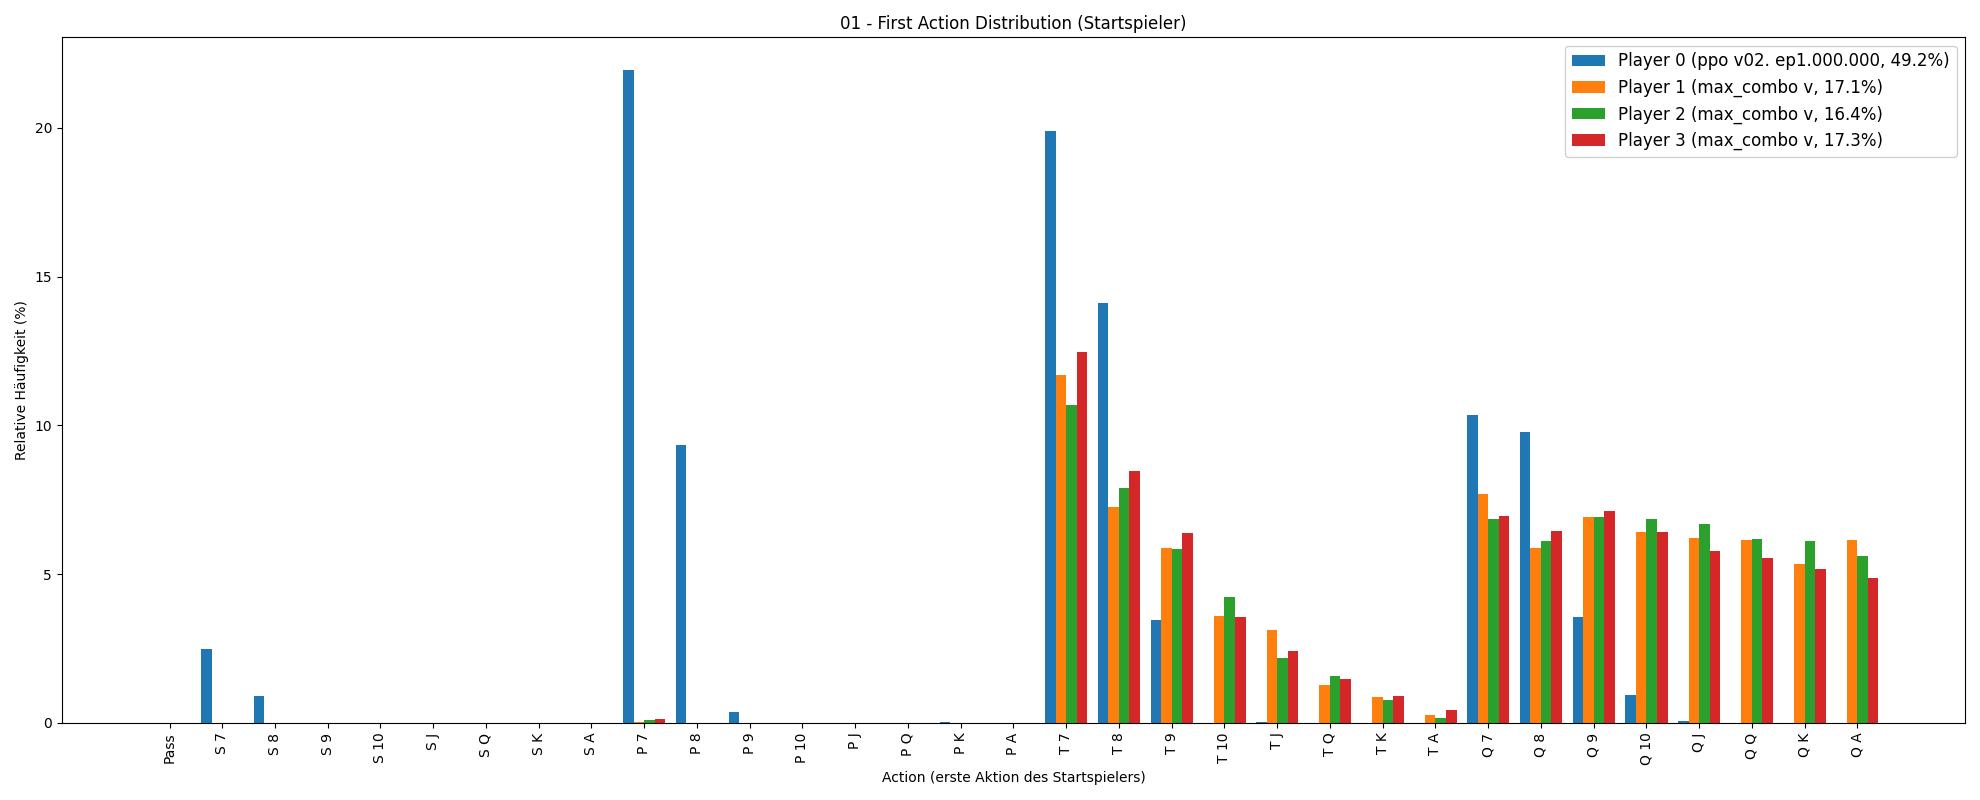 01 - First Action Distribution (Startspieler)
Player 0 (ppo v02. ep1.000.000, 49.2%)
Player 1 (max_combo v, 17.1%)
Player 2 (max_combo v, 16.4%)
Player 3 (max_combo v, 17.3%)
Relative Häufigkeit (%)
20
15
10
5
0
Pass
S 7
S 8
S 9
S 10
S J
S Q
S K
S A
P 7
P 8
P 9
P 10
P J
P Q
P K
P A
T 7
T 8
T 9
T 10
T J
T Q
T K
T A
Q 7
Q 8
Q 9
Q 10
Q J
Q Q
Q K
Q A
Action (erste Aktion des Startspielers)